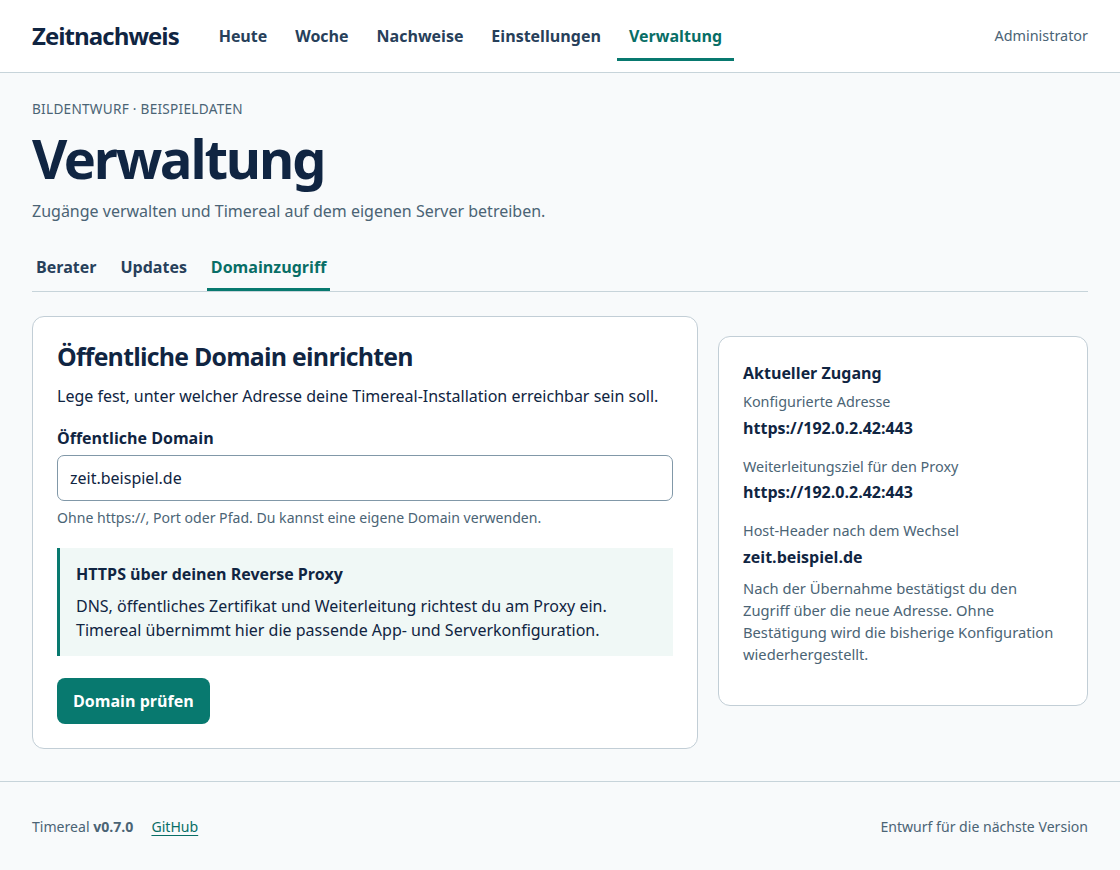 Zeitnachweis
Heute
Woche
Nachweise
Einstellungen
Verwaltung
Administrator
BILDENTWURF · BEISPIELDATEN
Verwaltung
Zugänge verwalten und Timereal auf dem eigenen Server betreiben.
Berater
Updates
Domainzugriff
Öffentliche Domain einrichten
Lege fest, unter welcher Adresse deine Timereal-Installation erreichbar sein soll.
Öffentliche Domain
zeit.beispiel.de
Ohne https://, Port oder Pfad. Du kannst eine eigene Domain verwenden.
HTTPS über deinen Reverse Proxy
DNS, öffentliches Zertifikat und Weiterleitung richtest du am Proxy ein.
Timereal übernimmt hier die passende App- und Serverkonfiguration.
Domain prüfen
Aktueller Zugang
Konfigurierte Adresse
https://192.0.2.42:443
Weiterleitungsziel für den Proxy
https://192.0.2.42:443
Host-Header nach dem Wechsel
zeit.beispiel.de
Nach der Übernahme bestätigst du den
Zugriff über die neue Adresse. Ohne
Bestätigung wird die bisherige Konfiguration
wiederhergestellt.
Timereal v0.7.0
GitHub
Entwurf für die nächste Version